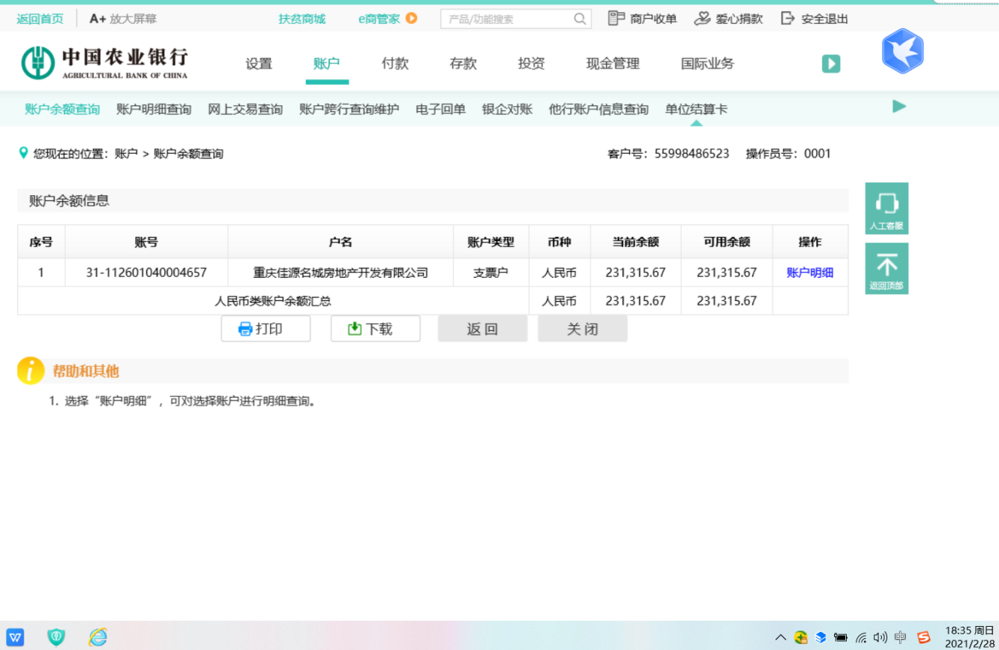 返回首页 A+ 放大屏幕 扶贫商城 e商管家 产品/功能搜索 商户收单 爱心捐款 安全退出
中国农业银行
AGRICULTURAL BANK OF CHINA
设置 账户 付款 存款 投资 现金管理 国际业务
账户余额查询 账户明细查询 网上交易查询 账户跨行查询维护 电子回单 银企对账 他行账户信息查询 单位结算卡
您现在的位置：账户 > 账户余额查询 客户号：55998486523 操作员号：0001
账户余额信息
人工客服
序号 账号 户名 账户类型 币种 当前余额 可用余额 操作
1 31-112601040004657 重庆佳源名城房地产开发有限公司 支票户 人民币 231,315.67 231,315.67 账户明细
返回顶部
人民币类账户余额汇总 人民币 231,315.67 231,315.67
打印 下载 返回 关闭
i 帮助和其他
1. 选择“账户明细”，可对选择账户进行明细查询。
W 中 S 18:35 周日
2021/2/28